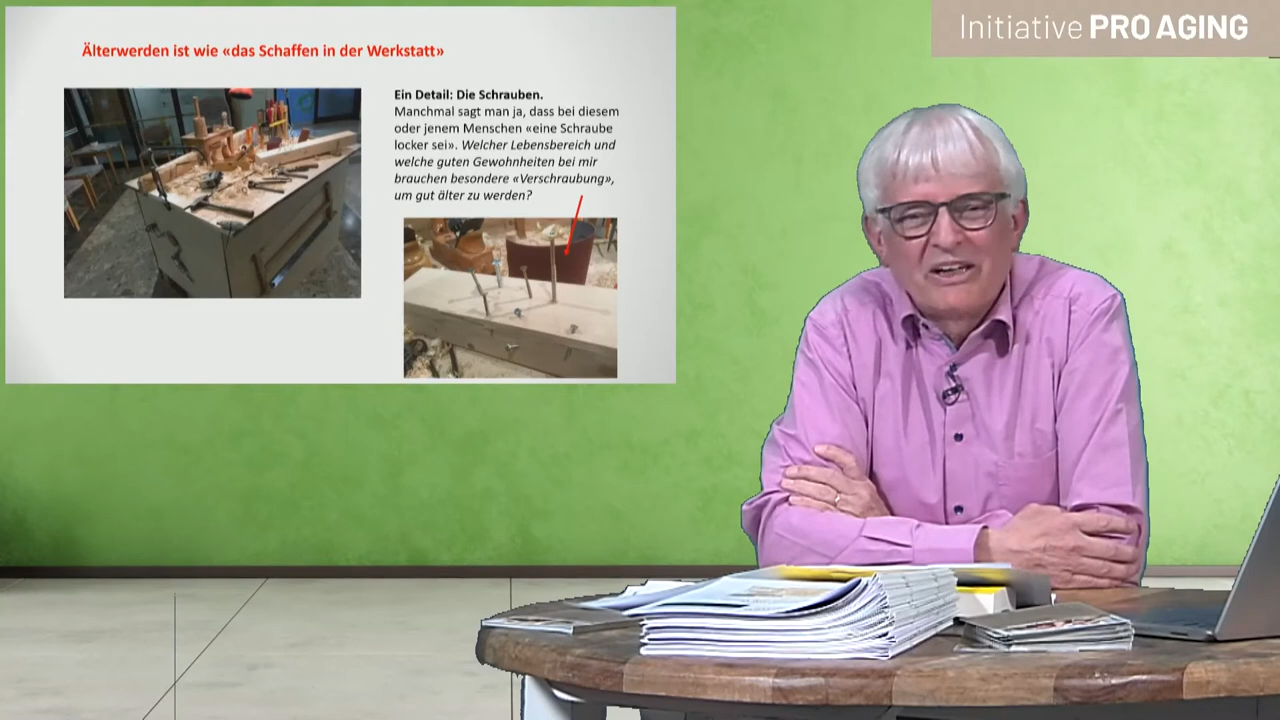 Älterwerden ist wie «das Schaffen in der Werkstatt»
Ein Detail: Die Schrauben.
Manchmal sagt man ja, dass bei diesem
oder jenem Menschen «eine Schraube
locker sei». Welcher Lebensbereich und
welche guten Gewohnheiten bei mir
brauchen besondere «Verschraubung»,
um gut älter zu werden?
Initiative PRO AGING